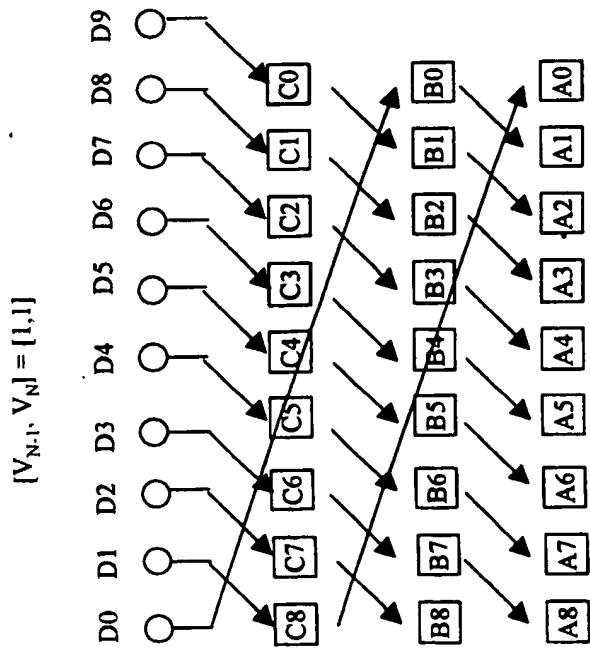 [V_{N-1}, V_N] = [1,1]
D0 D1 D2 D3 D4 D5 D6 D7 D8 D9
C8 C7 C6 C5 C4 C3 C2 C1 C0
B8 B7 B6 B5 B4 B3 B2 B1 B0
A8 A7 A6 A5 A4 A3 A2 A1 A0